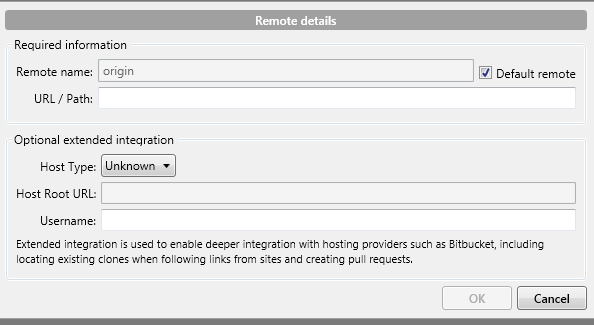 Remote details
Required information
Remote name: origin Default remote
URL / Path:
Optional extended integration
Host Type: Unknown
Host Root URL:
Username:
Extended integration is used to enable deeper integration with hosting providers such as Bitbucket, including
locating existing clones when following links from sites and creating pull requests.
OK Cancel